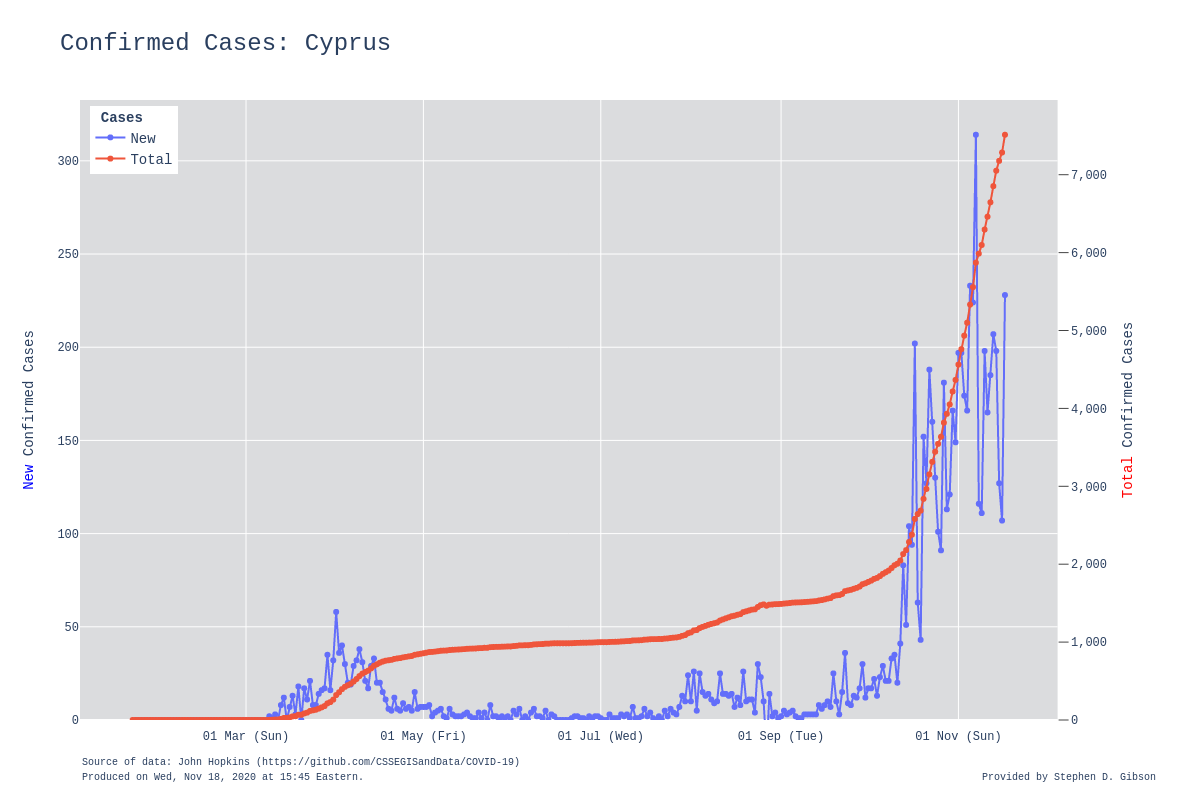 Confirmed Cases: Cyprus
Cases
New
Total
300
250
200
150
100
50
0
7,000
6,000
5,000
4,000
3,000
2,000
1,000
0
New Confirmed Cases
Total Confirmed Cases
01 Mar (Sun)
01 May (Fri)
01 Jul (Wed)
01 Sep (Tue)
01 Nov (Sun)
Source of data: John Hopkins (https://github.com/CSSEGISandData/COVID-19)
Produced on Wed, Nov 18, 2020 at 15:45 Eastern.
Provided by Stephen D. Gibson